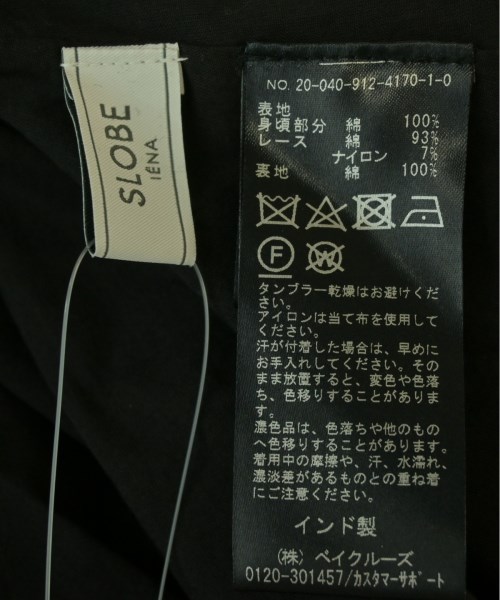 SLOBE
IÉNA
NO. 20-040-912-4170-1-0
表地
身頃部分 綿 100%
レース 綿 93%
ナイロン 7%
裏地 綿 100%
F
W
タンブラー乾燥はお避けくだ
さい。
アイロンは当て布を使用して
ください。
汗が付着した場合は、早めに
お手入れしてください。その
まま放置すると、変色や色落
ち、色移りすることがありま
す。
濃色品は、色落ちや他のもの
へ色移りすることがあります。
着用中の摩擦や、汗、水濡れ、
濃淡差があるものとの重ね着
にご注意ください。
インド製
(株) ベイクルーズ
0120-301457/カスタマーサポート